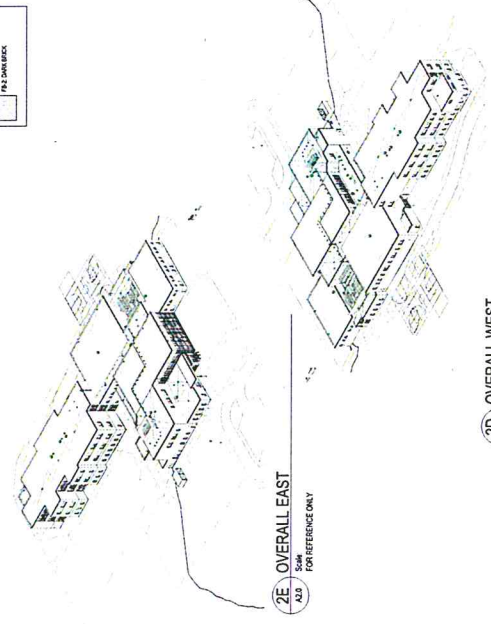 FB-2: DARK BRICK
2E OVERALL EAST
A2.0 Scale
FOR REFERENCE ONLY
2D OVERALL WEST